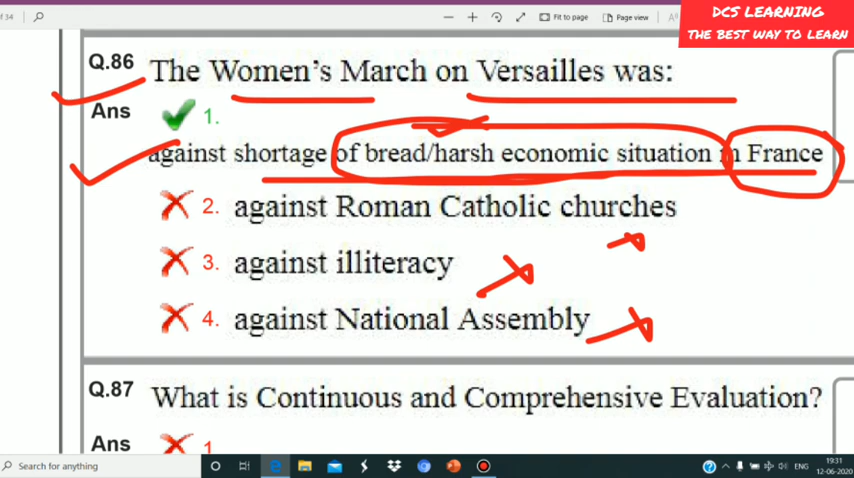 of 34
Fit to page
Page view
DCS LEARNING
THE BEST WAY TO LEARN
Q.86 The Women's March on Versailles was:
Ans 1.
against shortage of bread/harsh economic situation in France
2. against Roman Catholic churches
3. against illiteracy
4. against National Assembly
Q.87 What is Continuous and Comprehensive Evaluation?
Ans 1
Search for anything
ENG
19:31
12-06-2020